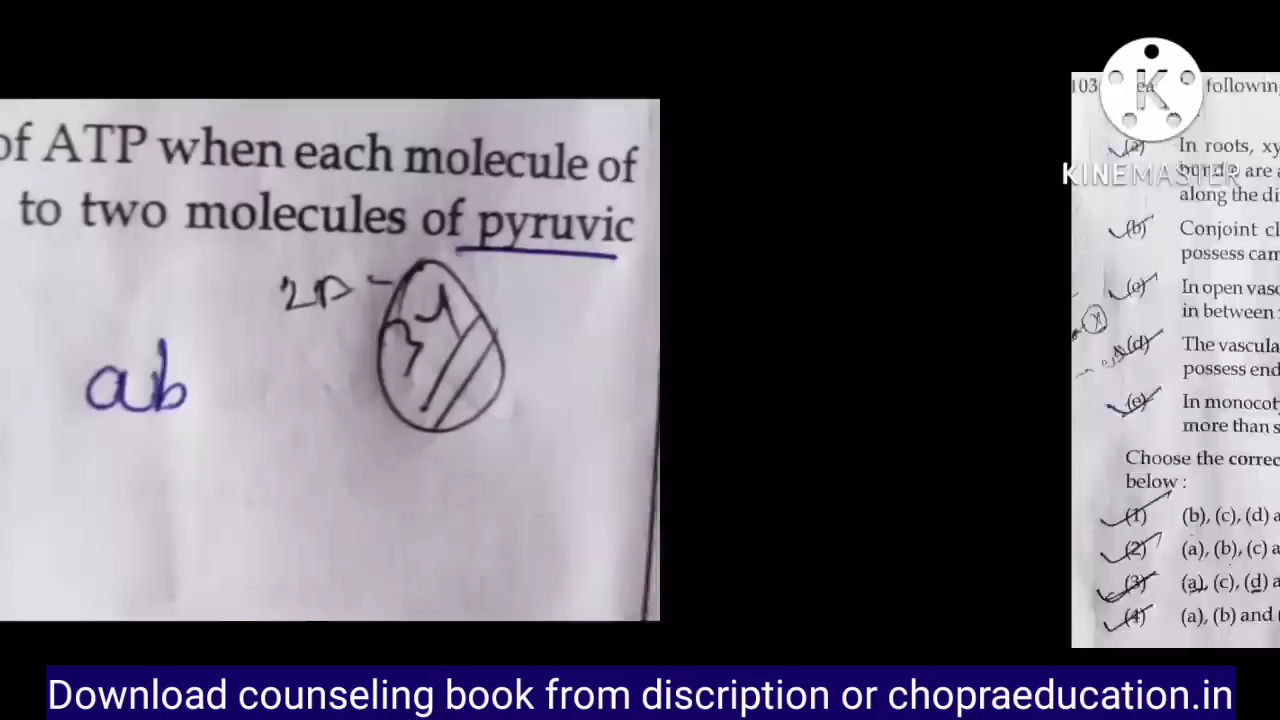 of ATP when each molecule of
to two molecules of pyruvic
ab
103
following
KINEMASTER
(a) In roots, xy
are a
along the di
(b) Conjoint cl
possess cam
(c) In open vasc
in between
(d) The vascula
possess end
(e) In monocoty
more than s
Choose the correc
below :
(1) (b), (c), (d) a
(2) (a), (b), (c) a
(3) (a), (c), (d) a
(4) (a), (b) and
Download counseling book from discription or chopraeducation.in